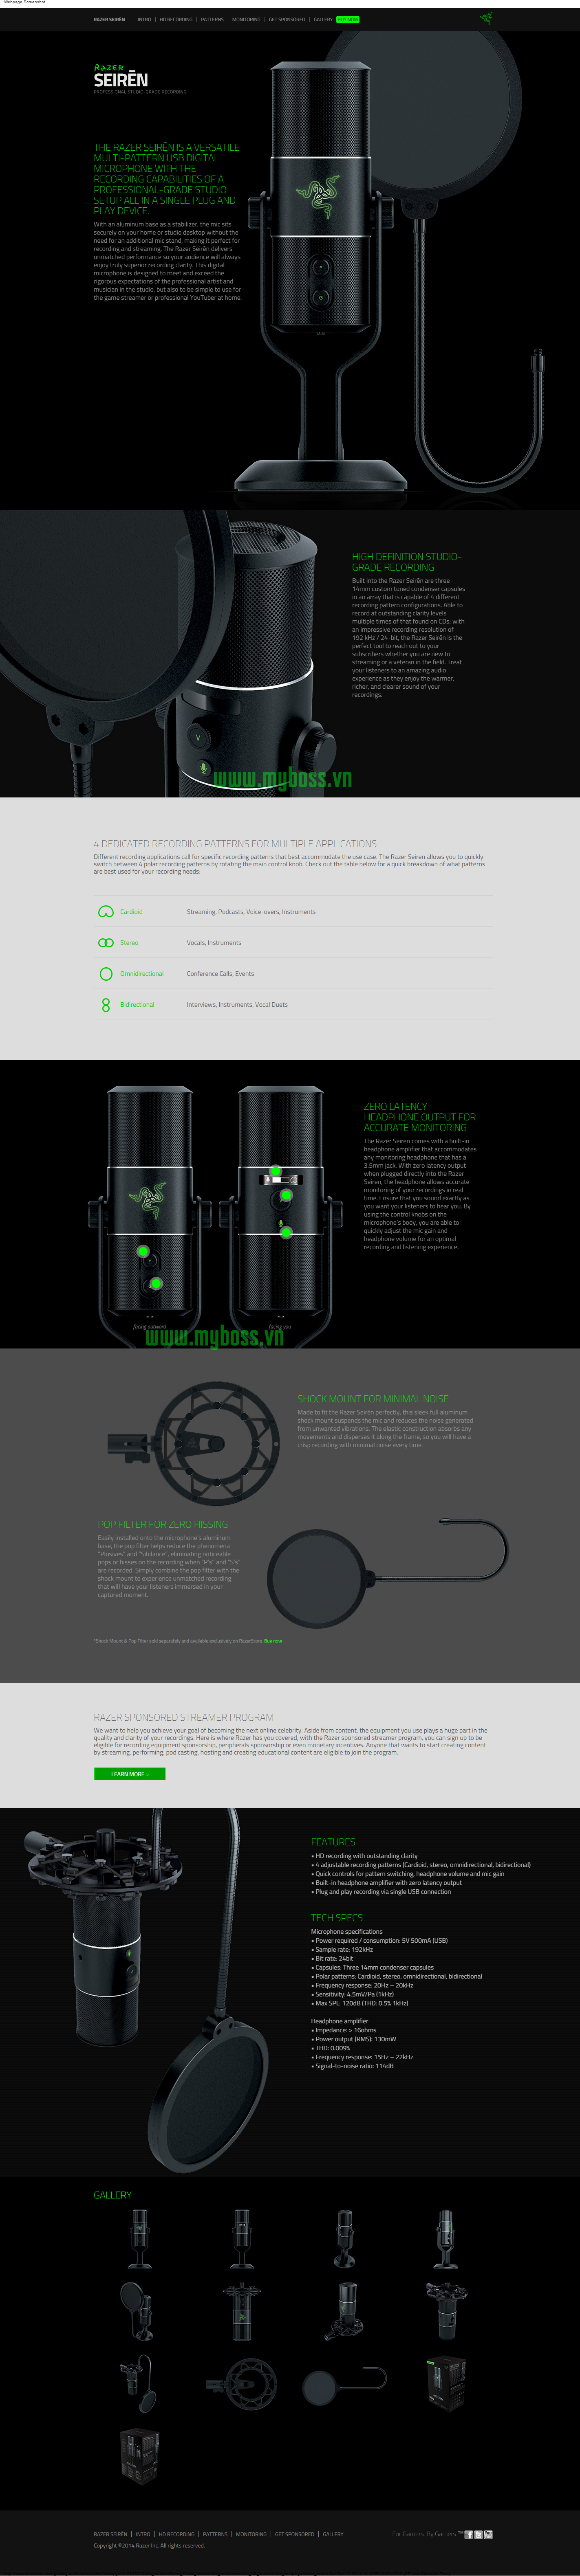 Webpage Screenshot
RAZER SEIRĒN INTRO | HD RECORDING | PATTERNS | MONITORING | GET SPONSORED | GALLERY BUY NOW
RAZER
SEIRĒN
PROFESSIONAL STUDIO-GRADE RECORDING
THE RAZER SEIRĒN IS A VERSATILE
MULTI-PATTERN USB DIGITAL
MICROPHONE WITH THE
RECORDING CAPABILITIES OF A
PROFESSIONAL-GRADE STUDIO
SETUP ALL IN A SINGLE PLUG AND
PLAY DEVICE.
With an aluminum base as a stabilizer, the mic sits
securely on your home or studio desktop without the
need for an additional mic stand, making it perfect for
recording and streaming. The Razer Seirēn delivers
unmatched performance so your audience will always
enjoy truly superior recording clarity. This digital
microphone is designed to meet and exceed the
rigorous expectations of the professional artist and
musician in the studio, but also to be simple to use for
the game streamer or professional YouTuber at home.
HIGH DEFINITION STUDIO-
GRADE RECORDING
Built into the Razer Seirēn are three
14mm custom tuned condenser capsules
in an array that is capable of 4 different
recording pattern configurations. Able to
record at outstanding clarity levels
multiple times of that found on CDs; with
an impressive recording resolution of
192 kHz / 24-bit, the Razer Seirēn is the
perfect tool to reach out to your
subscribers whether you are new to
streaming or a veteran in the field. Treat
your listeners to an amazing audio
experience as they enjoy the warmer,
richer, and clearer sound of your
recordings.
V
www.myboss.vn
4 DEDICATED RECORDING PATTERNS FOR MULTIPLE APPLICATIONS
Different recording applications call for specific recording patterns that best accommodate the use case. The Razer Seiren allows you to quickly
switch between 4 polar recording patterns by rotating the main control knob. Check out the table below for a quick breakdown of what patterns
are best used for your recording needs:
Cardioid Streaming, Podcasts, Voice-overs, Instruments
Stereo Vocals, Instruments
Omnidirectional Conference Calls, Events
Bidirectional Interviews, Instruments, Vocal Duets
ZERO LATENCY
HEADPHONE OUTPUT FOR
ACCURATE MONITORING
The Razer Seiren comes with a built-in
headphone amplifier that accommodates
any monitoring headphone that has a
3.5mm jack. With zero latency output
when plugged directly into the Razer
Seiren, the headphone allows accurate
monitoring of your recordings in real
time. Ensure that you sound exactly as
you want your listeners to hear you. By
using the control knobs on the
microphone's body, you are able to
quickly adjust the mic gain and
headphone volume for an optimal
recording and listening experience.
facing outward
facing you
www.myboss.vn
SHOCK MOUNT FOR MINIMAL NOISE
Made to fit the Razer Seirēn perfectly, this sleek full aluminum
shock mount suspends the mic and reduces the noise generated
from unwanted vibrations. The elastic construction absorbs any
movements and disperses it along the frame, so you will have a
crisp recording with minimal noise every time.
POP FILTER FOR ZERO HISSING
Easily installed onto the microphone's aluminum
base, the pop filter helps reduce the phenomena
"Plosives" and "Sibilance", eliminating noticeable
pops or hisses on the recording when "P's" and "S's"
are recorded. Simply combine the pop filter with the
shock mount to experience unmatched recording
that will have your listeners immersed in your
captured moment.
*Shock Mount & Pop Filter sold separately and available exclusively on RazerStore. Buy now
RAZER SPONSORED STREAMER PROGRAM
We want to help you achieve your goal of becoming the next online celebrity. Aside from content, the equipment you use plays a huge part in the
quality and clarity of your recordings. Here is where Razer has you covered, with the Razer sponsored streamer program, you can sign up to be
eligible for recording equipment sponsorship, peripherals sponsorship or even monetary incentives. Anyone that wants to start creating content
by streaming, performing, pod casting, hosting and creating educational content are eligible to join the program.
LEARN MORE
FEATURES
• HD recording with outstanding clarity
• 4 adjustable recording patterns (Cardioid, stereo, omnidirectional, bidirectional)
• Quick controls for pattern switching, headphone volume and mic gain
• Built-in headphone amplifier with zero latency output
• Plug and play recording via single USB connection
TECH SPECS
Microphone specifications
• Power required / consumption: 5V 500mA (USB)
• Sample rate: 192kHz
• Bit rate: 24bit
• Capsules: Three 14mm condenser capsules
• Polar patterns: Cardioid, stereo, omnidirectional, bidirectional
• Frequency response: 20Hz – 20kHz
• Sensitivity: 4.5mV/Pa (1kHz)
• Max SPL: 120dB (THD: 0.5% 1kHz)
Headphone amplifier
• Impedance: > 16ohms
• Power output (RMS): 130mW
• THD: 0.009%
• Frequency response: 15Hz – 22kHz
• Signal-to-noise ratio: 114dB
GALLERY
RAZER SEIRĒN | INTRO | HD RECORDING | PATTERNS | MONITORING | GET SPONSORED | GALLERY
For Gamers. By Gamers.™
Copyright ©2014 Razer Inc. All rights reserved.